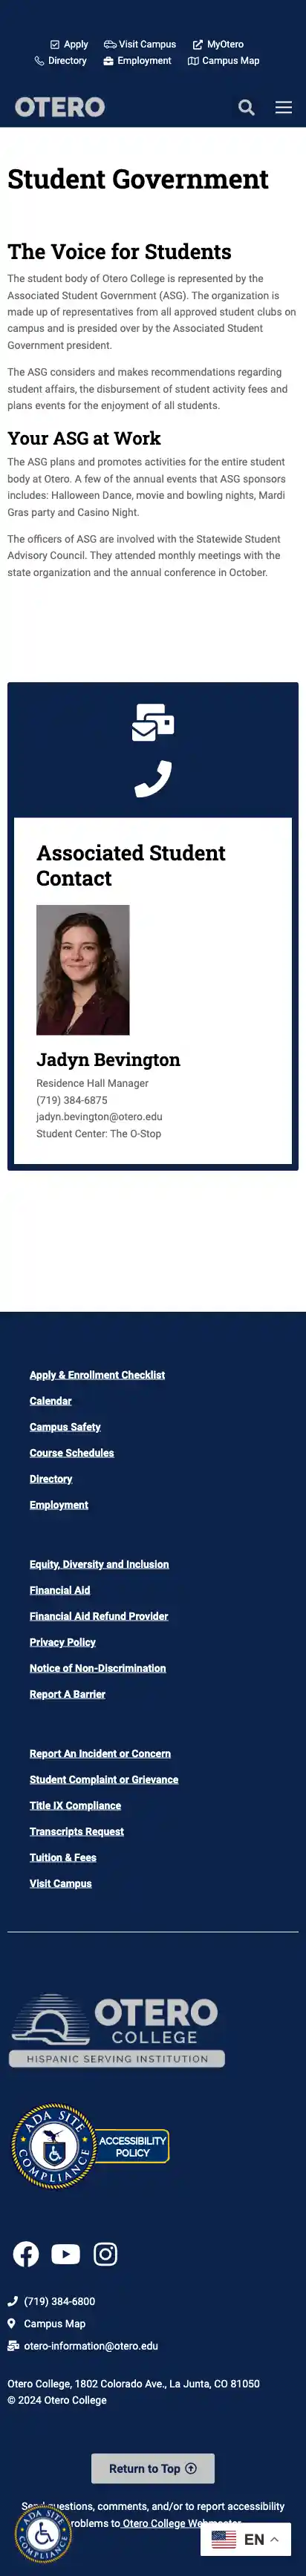 Apply
Visit Campus
MyOtero
Directory
Employment
Campus Map
OTERO
Student Government
The Voice for Students
The student body of Otero College is represented by the
Associated Student Government (ASG). The organization is
made up of representatives from all approved student clubs on
campus and is presided over by the Associated Student
Government president.
The ASG considers and makes recommendations regarding
student affairs, the disbursement of student activity fees and
plans events for the enjoyment of all students.
Your ASG at Work
The ASG plans and promotes activities for the entire student
body at Otero. A few of the annual events that ASG sponsors
includes: Halloween Dance, movie and bowling nights, Mardi
Gras party and Casino Night.
The officers of ASG are involved with the Statewide Student
Advisory Council. They attended monthly meetings with the
state organization and the annual conference in October.
Associated Student
Contact
Jadyn Bevington
Residence Hall Manager
(719) 384-6875
jadyn.bevington@otero.edu
Student Center: The O-Stop
Apply & Enrollment Checklist
Calendar
Campus Safety
Course Schedules
Directory
Employment
Equity, Diversity and Inclusion
Financial Aid
Financial Aid Refund Provider
Privacy Policy
Notice of Non-Discrimination
Report A Barrier
Report An Incident or Concern
Student Complaint or Grievance
Title IX Compliance
Transcripts Request
Tuition & Fees
Visit Campus
OTERO
COLLEGE
HISPANIC SERVING INSTITUTION
ADA SITE COMPLIANCE
ACCESSIBILITY
POLICY
(719) 384-6800
Campus Map
otero-information@otero.edu
Otero College, 1802 Colorado Ave., La Junta, CO 81050
© 2024 Otero College
Return to Top
questions, comments, and/or to report accessibility
to Otero College
ADA SITE COMPLIANCE
EN